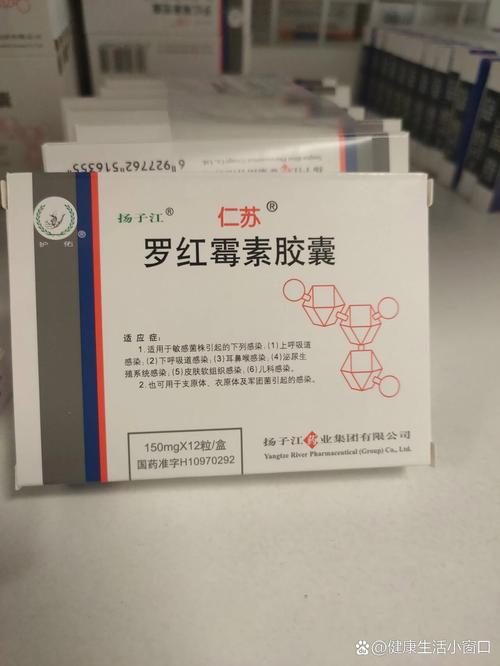 6 927762 516355
护佑®
扬子江®
仁苏®
罗红霉素胶囊
适应症：
1.适用于敏感菌株引起的下列感染：(1)上呼吸道
感染；(2)下呼吸道感染；(3)耳鼻喉感染；(4)泌尿生
殖系统感染；(5)皮肤软组织感染，(6)儿科感染。
2.也可用于支原体、衣原体及军团菌引起的感染。
150mgX12粒/盒
国药准字H10970292
扬子江药业集团有限公司
Yangtze River Pharmaceutical (Group) Co., Ltd.
@健康生活小窗口